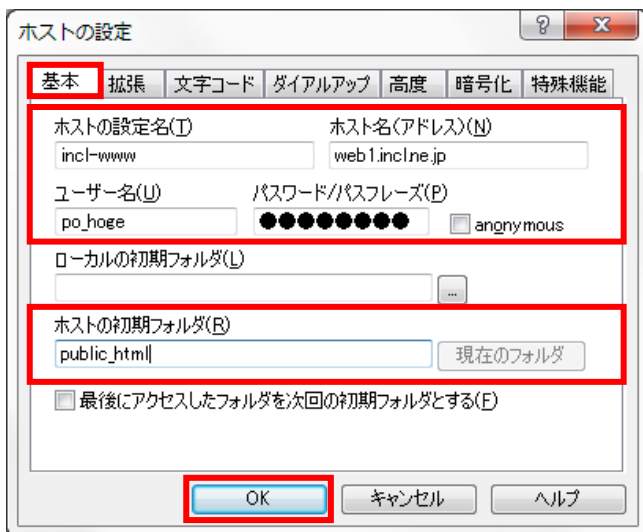 ホストの設定
基本 拡張 文字コード ダイアルアップ 高度 暗号化 特殊機能
ホストの設定名(T) ホスト名(アドレス)(N)
incl-www web1.incl.ne.jp
ユーザー名(U) パスワード/パスフレーズ(P)
po_hoge ●●●●●●●● anonymous
ローカルの初期フォルダ(L)
...
ホストの初期フォルダ(R)
public_html 現在のフォルダ
最後にアクセスしたフォルダを次回の初期フォルダとする(F)
OK キャンセル ヘルプ